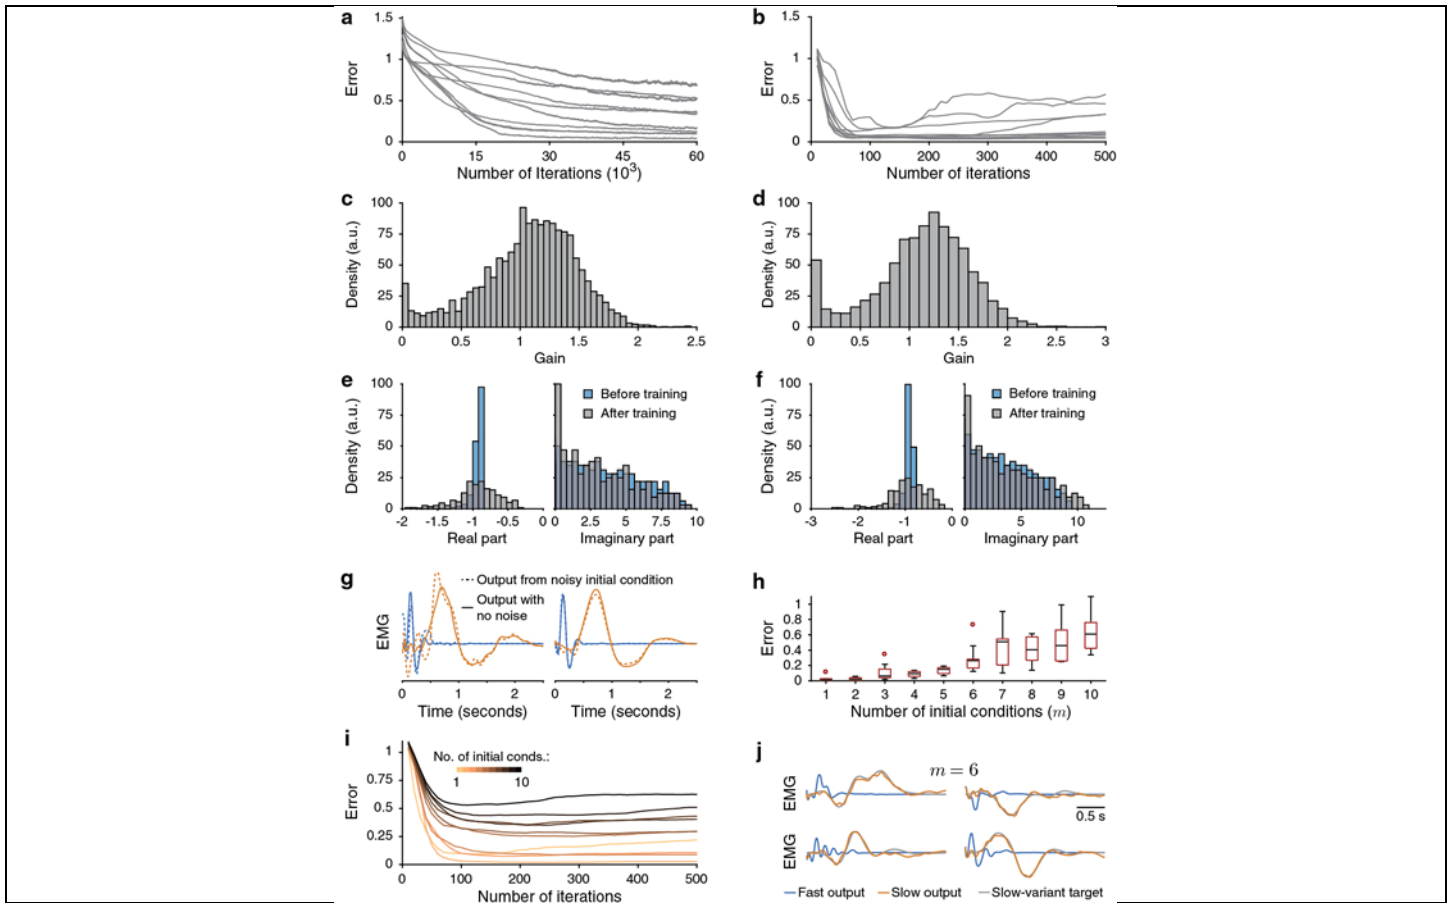 a
1.5
1
0.5
0
Error
0 15 30 45 60
Number of Iterations (10³)
b
1.5
1
0.5
0
Error
0 100 200 300 400 500
Number of iterations
c
100
75
50
25
0
Density (a.u.)
0 0.5 1 1.5 2 2.5
Gain
d
100
75
50
25
0
Density (a.u.)
0 0.5 1 1.5 2 2.5 3
Gain
e
100
75
50
25
0
Density (a.u.)
Before training
After training
-2 -1.5 -1 -0.5 0
Real part
0 2.5 5 7.5 10
Imaginary part
f
100
75
50
25
0
Density (a.u.)
Before training
After training
-3 -2 -1 0
Real part
0 5 10
Imaginary part
g
Output from noisy initial condition
Output with
no noise
EMG
0 1 2
Time (seconds)
0 1 2
Time (seconds)
h
1
0.8
0.6
0.4
0.2
0
Error
1 2 3 4 5 6 7 8 9 10
Number of initial conditions (m)
i
No. of initial conds.:
1 10
1
0.75
0.5
0.25
0
Error
0 100 200 300 400 500
Number of iterations
j
m = 6
EMG
0.5 s
EMG
Fast output Slow output Slow-variant target